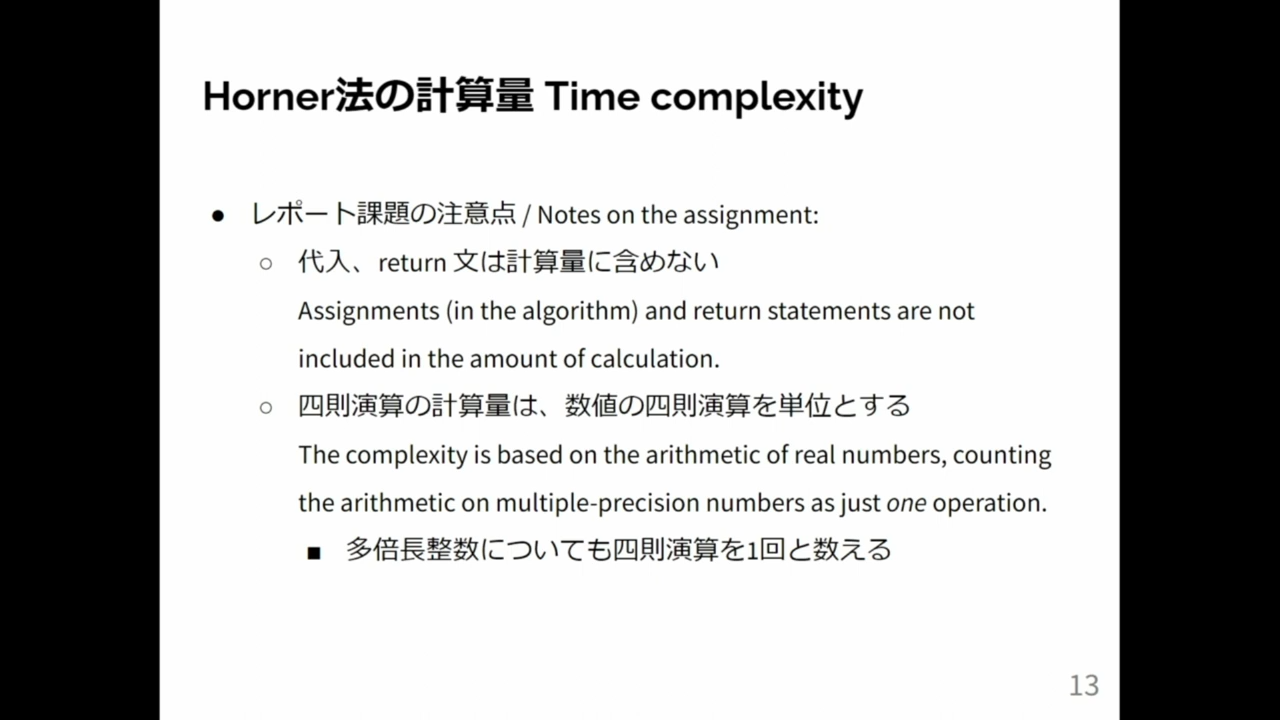 Horner法の計算量 Time complexity
● レポート課題の注意点 / Notes on the assignment:
○ 代入、return 文は計算量に含めない
Assignments (in the algorithm) and return statements are not
included in the amount of calculation.
○ 四則演算の計算量は、数値の四則演算を単位とする
The complexity is based on the arithmetic of real numbers, counting
the arithmetic on multiple-precision numbers as just one operation.
■ 多倍長整数についても四則演算を1回と数える
13